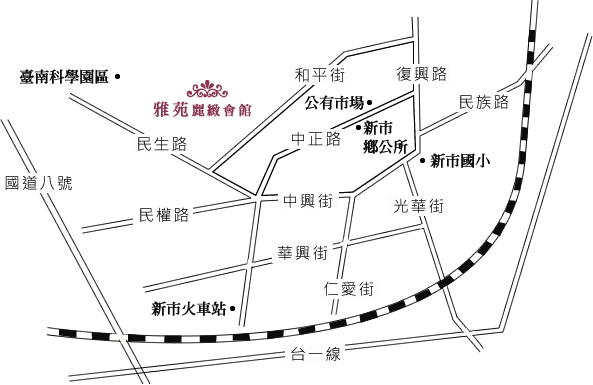 和平街
復興路
臺南科學園區
雅苑麗緻會館
公有市場
民族路
新市
鄉公所
中正路
民生路
新市國小
國道八號
中興街
光華街
民權路
華興街
仁愛街
新市火車站
台一線